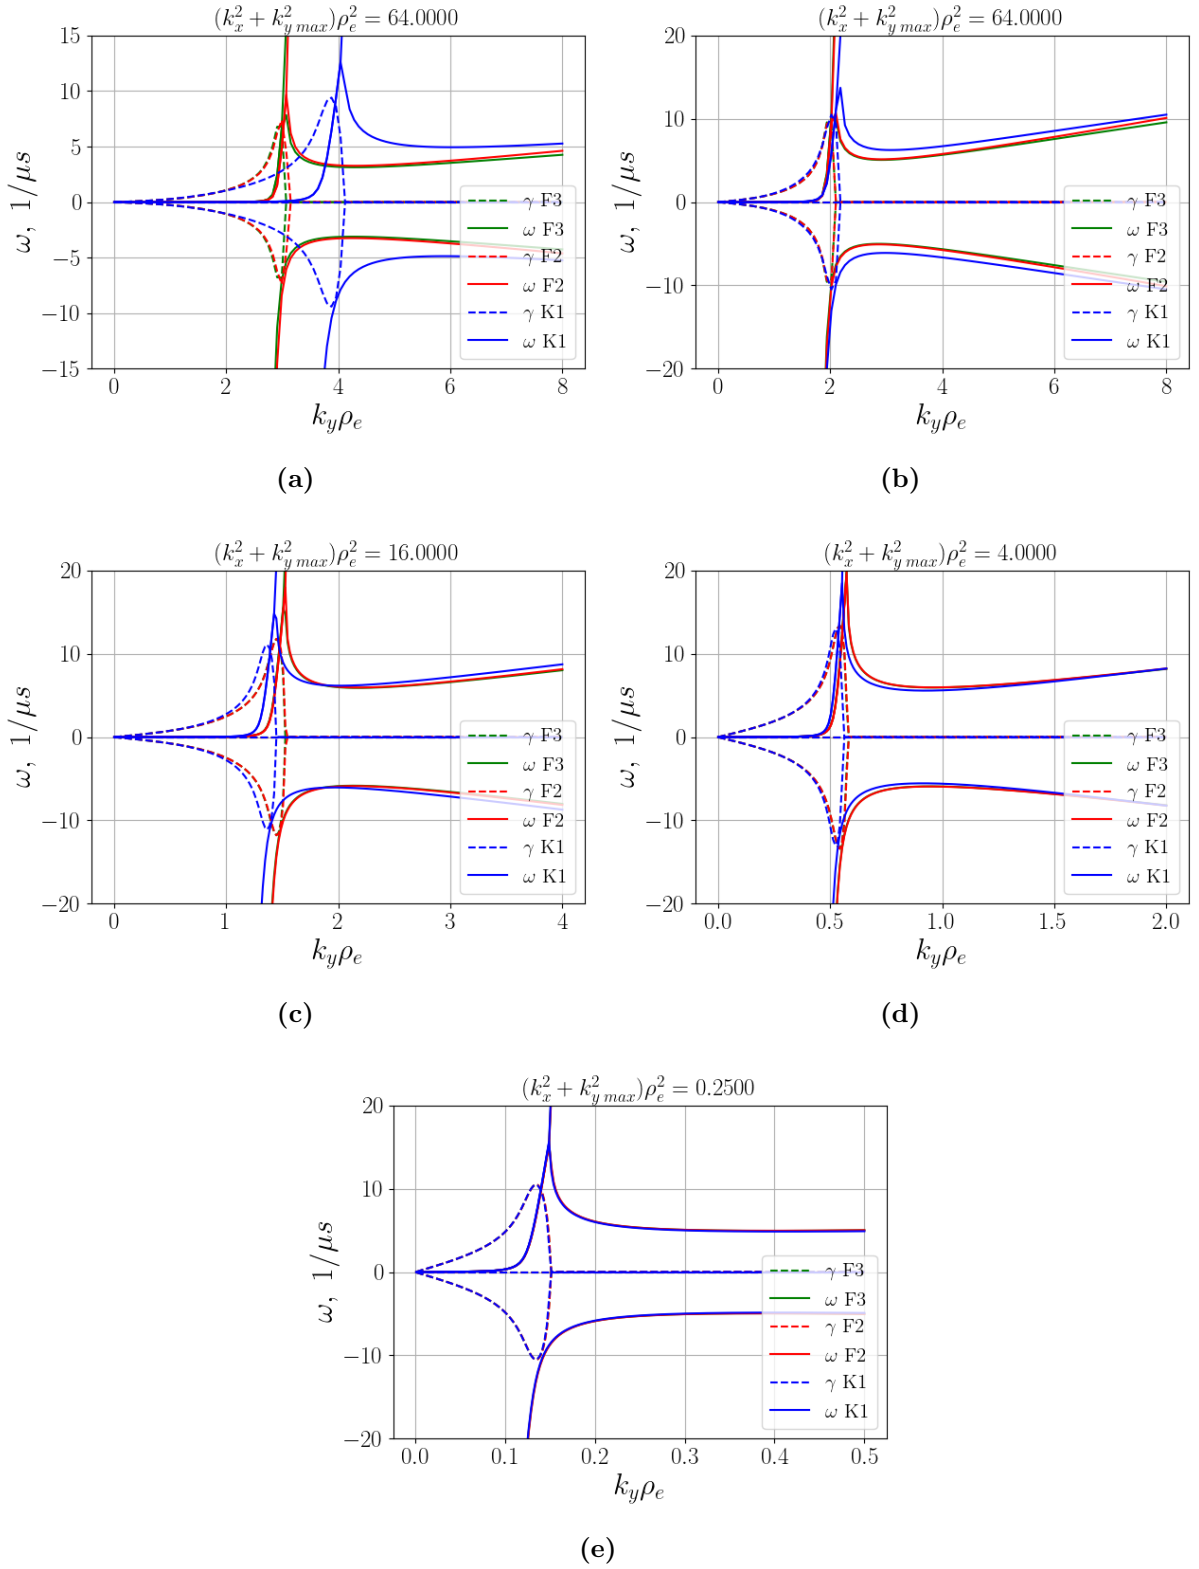 (k_x^2 + k_{y max}^2)ρ_e^2 = 64.0000
15
10
5
0
−5
−10
−15
ω, 1/μs
γ F3
ω F3
γ F2
ω F2
γ K1
ω K1
0 2 4 6 8
k_yρ_e
(a)
(k_x^2 + k_{y max}^2)ρ_e^2 = 64.0000
20
10
0
−10
−20
ω, 1/μs
γ F3
ω F3
γ F2
ω F2
γ K1
ω K1
0 2 4 6 8
k_yρ_e
(b)
(k_x^2 + k_{y max}^2)ρ_e^2 = 16.0000
20
10
0
−10
−20
ω, 1/μs
γ F3
ω F3
γ F2
ω F2
γ K1
ω K1
0 1 2 3 4
k_yρ_e
(c)
(k_x^2 + k_{y max}^2)ρ_e^2 = 4.0000
20
10
0
−10
−20
ω, 1/μs
γ F3
ω F3
γ F2
ω F2
γ K1
ω K1
0.0 0.5 1.0 1.5 2.0
k_yρ_e
(d)
(k_x^2 + k_{y max}^2)ρ_e^2 = 0.2500
20
10
0
−10
−20
ω, 1/μs
γ F3
ω F3
γ F2
ω F2
γ K1
ω K1
0.0 0.1 0.2 0.3 0.4 0.5
k_yρ_e
(e)